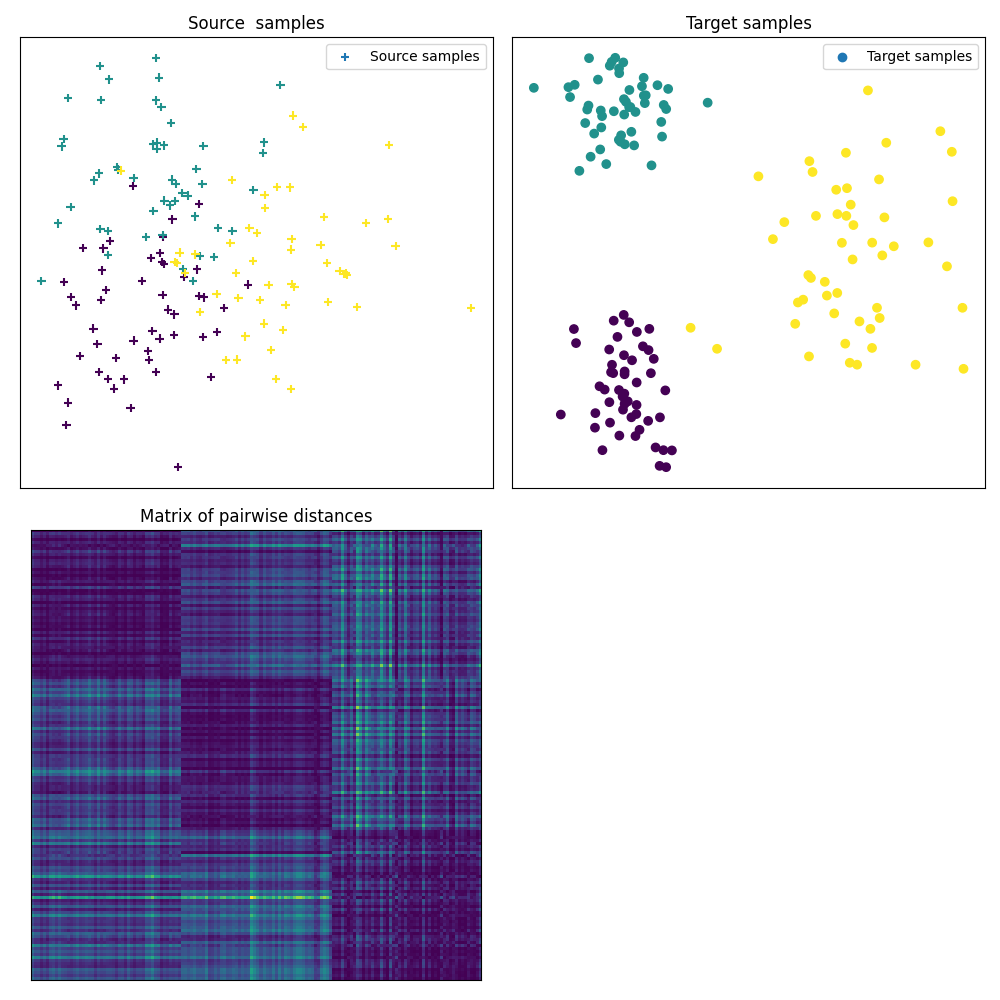 Source  samples
Source samples
Target samples
Target samples
Matrix of pairwise distances